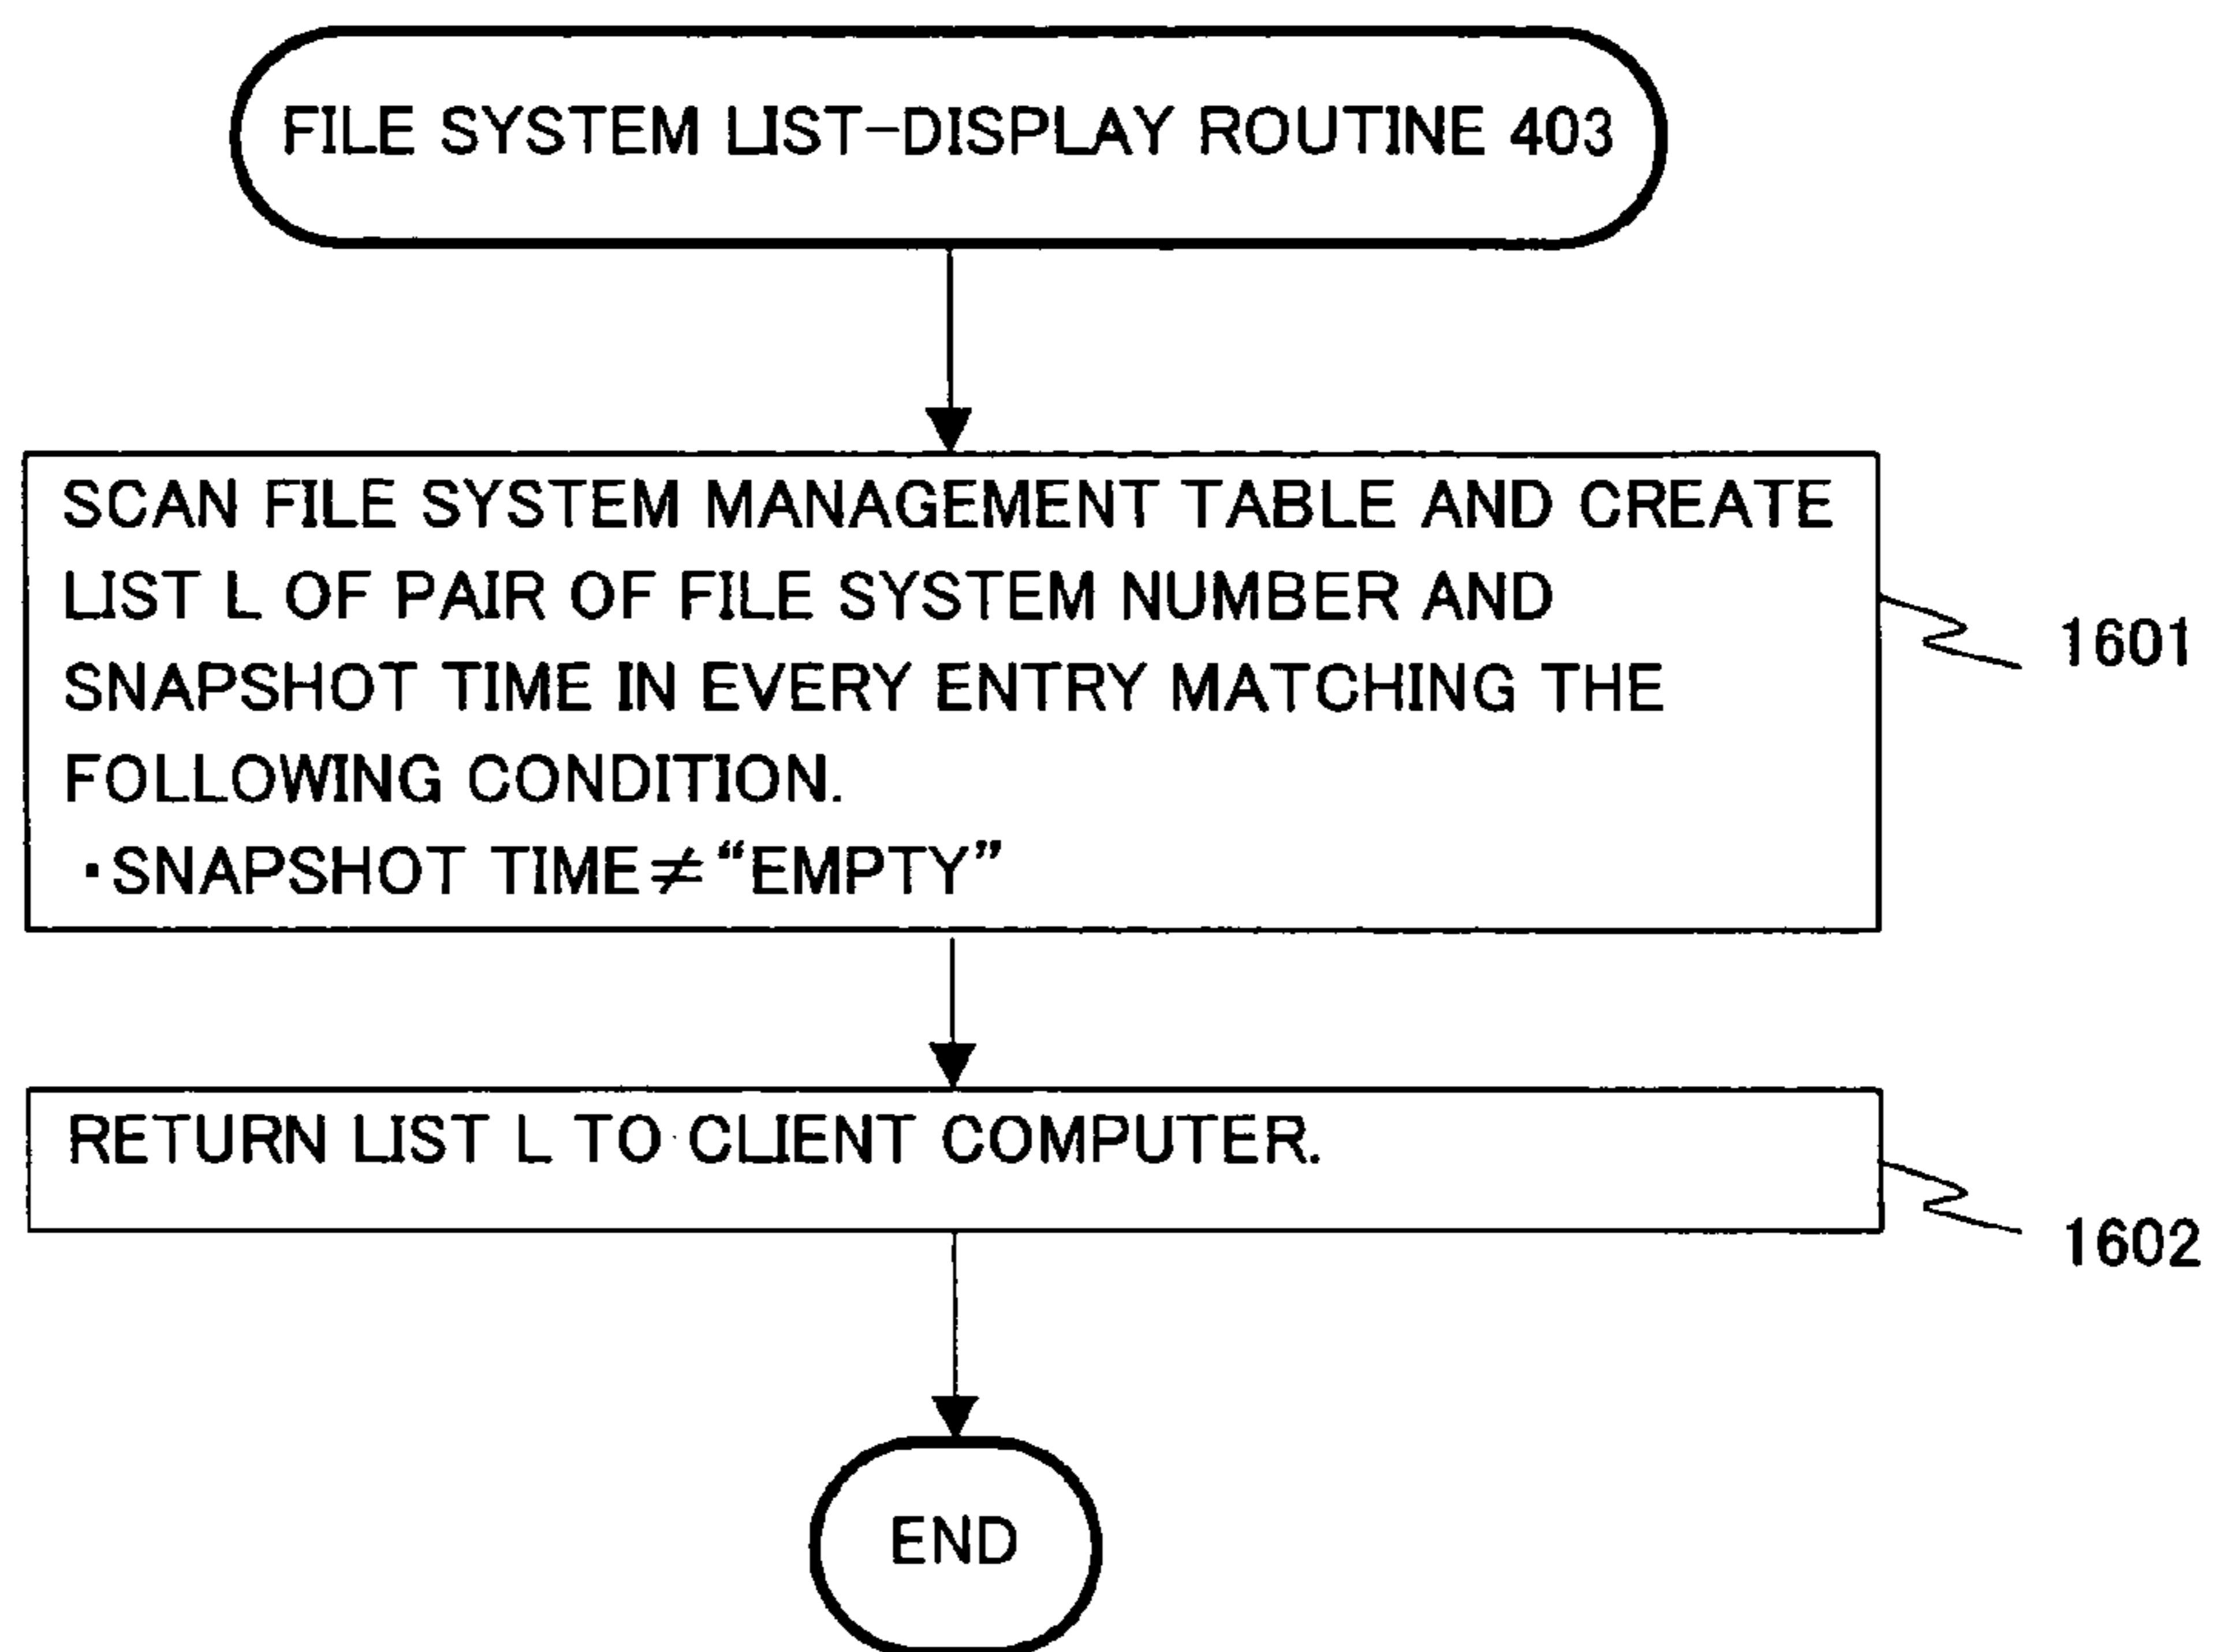 FILE SYSTEM LIST-DISPLAY ROUTINE 403
SCAN FILE SYSTEM MANAGEMENT TABLE AND CREATE
LIST L OF PAIR OF FILE SYSTEM NUMBER AND
SNAPSHOT TIME IN EVERY ENTRY MATCHING THE
FOLLOWING CONDITION.
・SNAPSHOT TIME≠“EMPTY”
1601
RETURN LIST L TO CLIENT COMPUTER.
1602
END